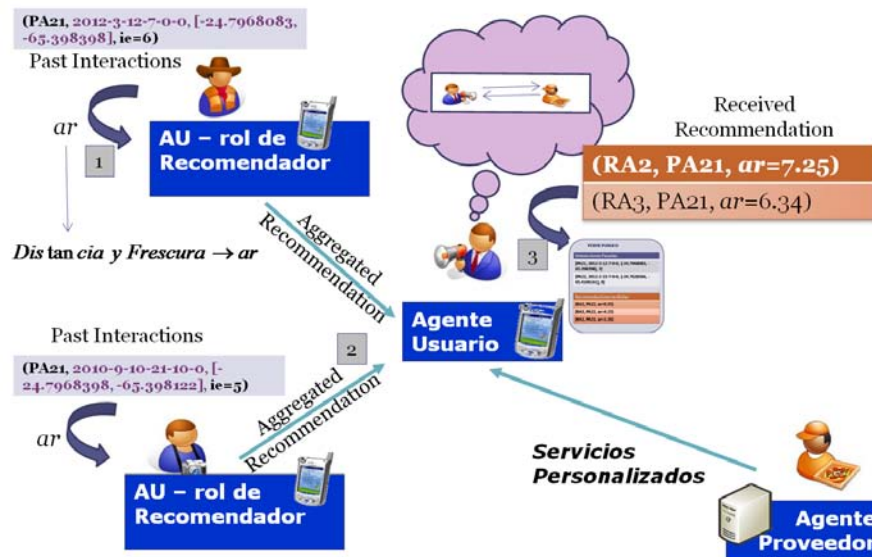 (PA21, 2012-3-12-7-0-0, [-24.7968083,
-65.398398], ie=6)
Past Interactions
ar
1
AU – rol de
Recomendador
Distancia y Frescura → ar
Aggregated
Recommendation
Received
Recommendation
(RA2, PA21, ar=7.25)
(RA3, PA21, ar=6.34)
3
Agente
Usuario
Past Interactions
(PA21, 2010-9-10-21-10-0, [-
24.7968398, -65.398122], ie=5)
ar
2
Aggregated
Recommendation
AU – rol de
Recomendador
Servicios
Personalizados
Agente
Proveedor